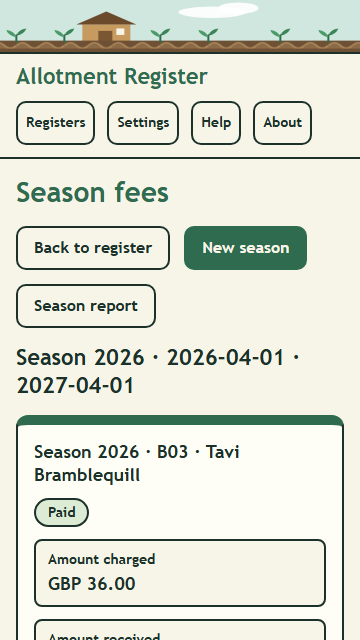 Allotment Register
Registers
Settings
Help
About
Season fees
Back to register
New season
Season report
Season 2026 · 2026-04-01 ·
2027-04-01
Season 2026 · B03 · Tavi
Bramblequill
Paid
Amount charged
GBP 36.00
Amount received